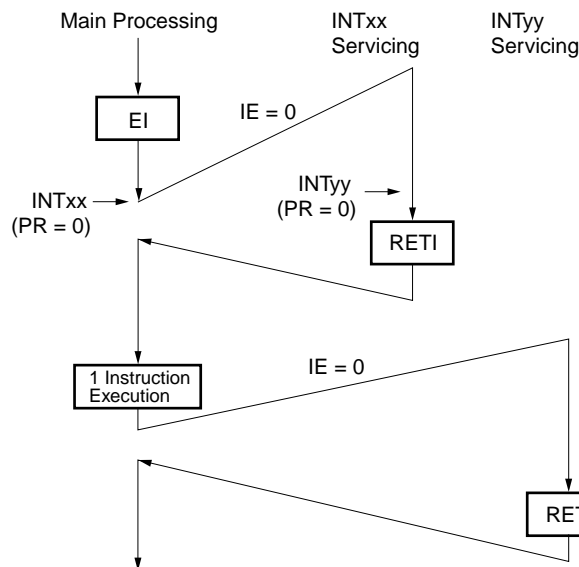 Main Processing
INTxx
Servicing
INTyy
Servicing
EI
IE = 0
INTxx
(PR = 0)
INTyy
(PR = 0)
RETI
1 Instruction
Execution
IE = 0